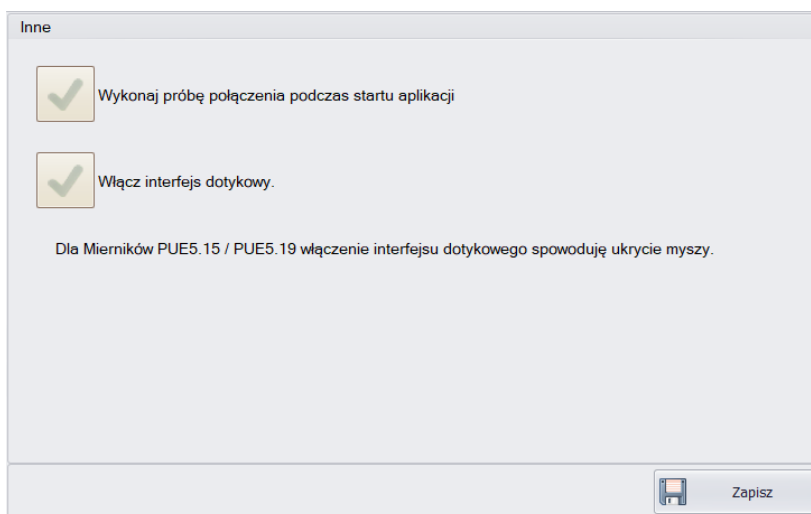 Inne
Wykonaj próbę połączenia podczas startu aplikacji
Włącz interfejs dotykowy.
Dla Mierników PUE5.15 / PUE5.19 włączenie interfejsu dotykowego spowoduję ukrycie myszy.
Zapisz